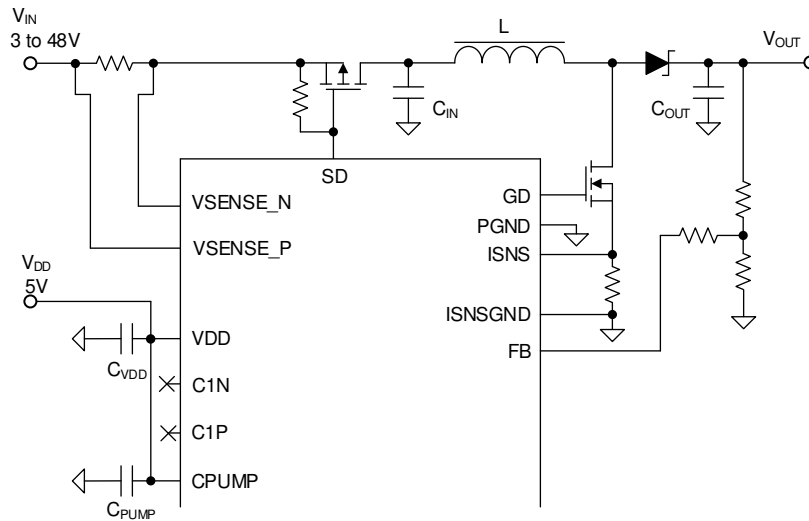 VIN
3 to 48V
L
VOUT
CIN
COUT
SD
GD
VSENSE_N
PGND
VSENSE_P
ISNS
VDD
5V
ISNSGND
VDD
FB
CVDD
C1N
C1P
CPUMP
CPUMP